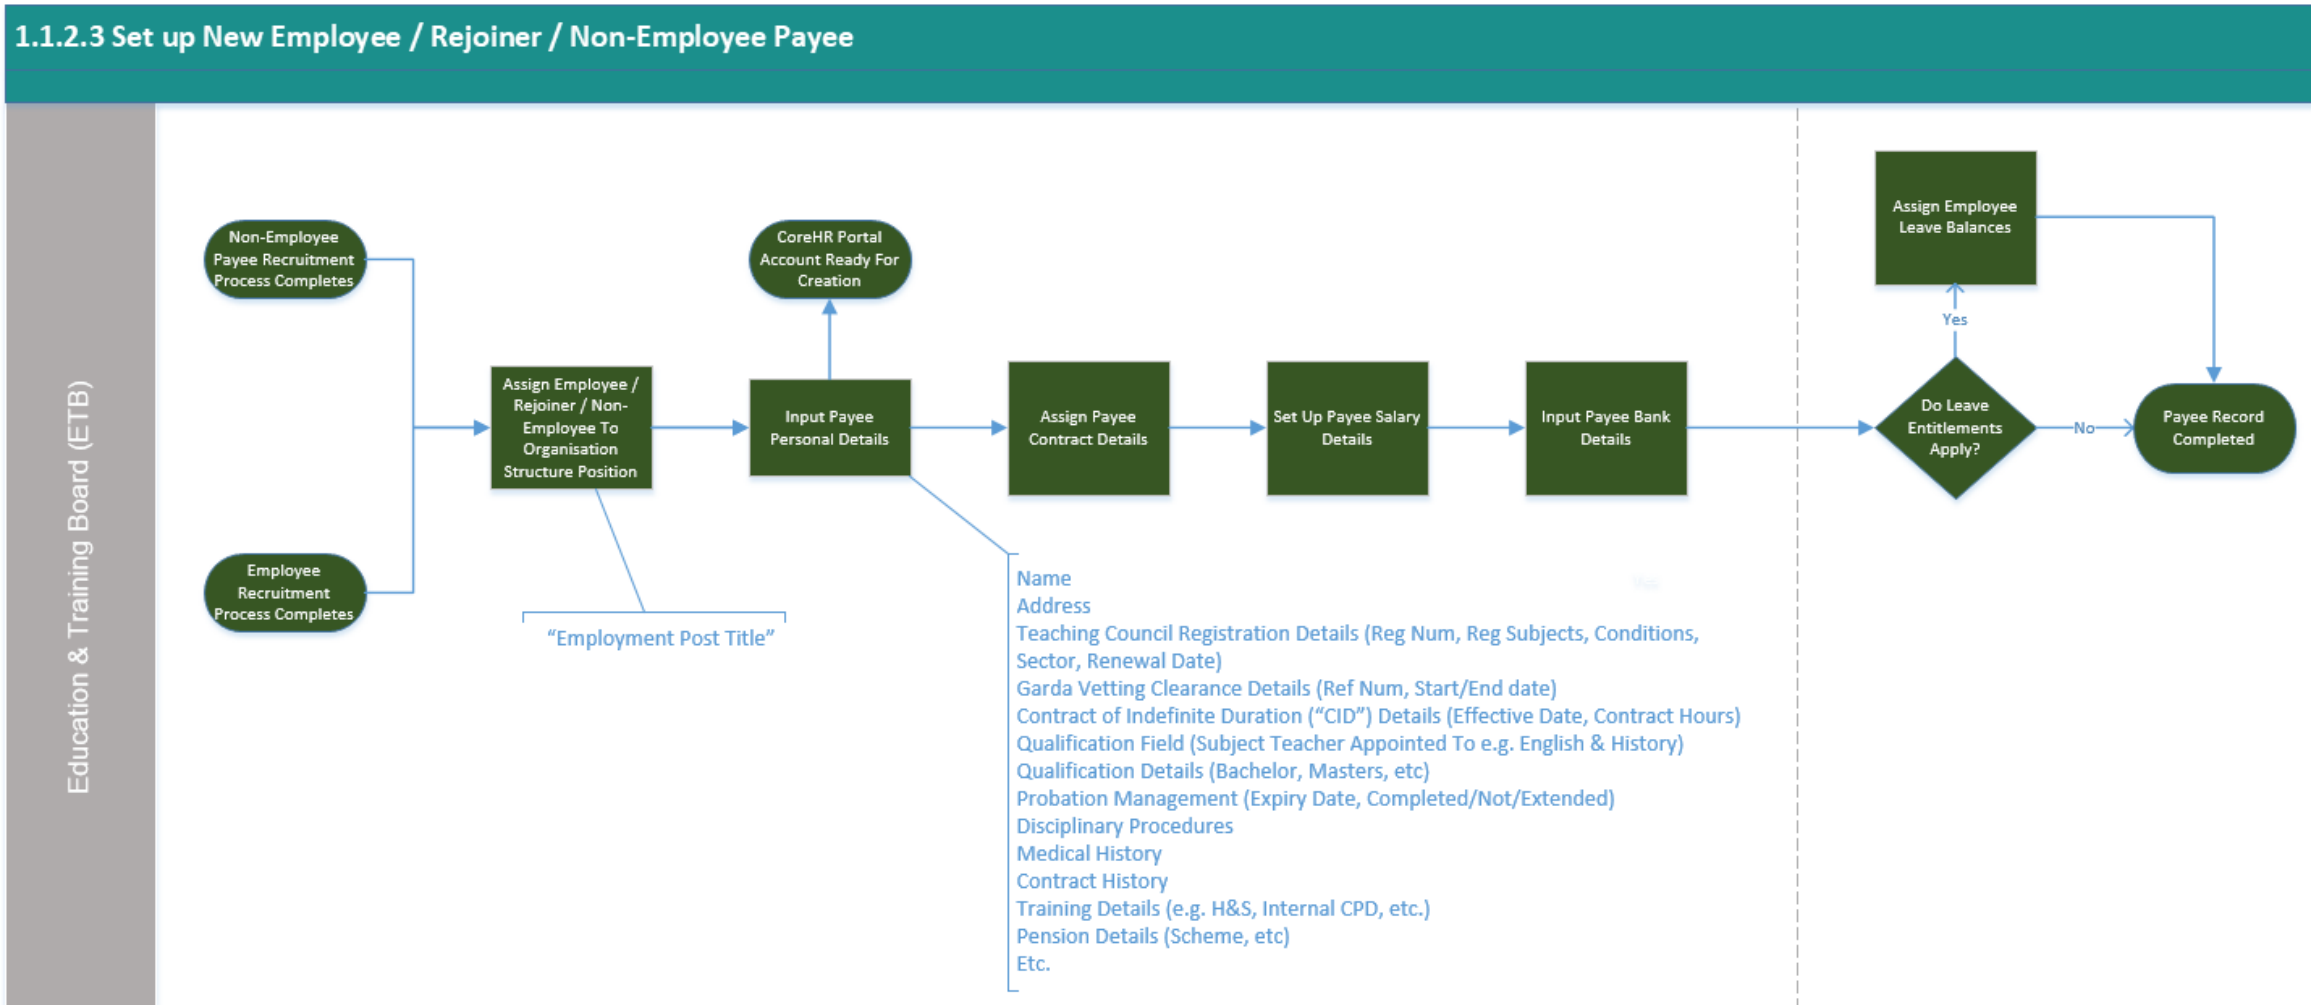 1.1.2.3 Set up New Employee / Rejoiner / Non-Employee Payee
Education & Training Board (ETB)
Non-Employee
Payee Recruitment
Process Completes
Employee
Recruitment
Process Completes
Assign Employee /
Rejoiner / Non-
Employee To
Organisation
Structure Position
“Employment Post Title”
CoreHR Portal
Account Ready For
Creation
Input Payee
Personal Details
Name
Address
Teaching Council Registration Details (Reg Num, Reg Subjects, Conditions,
Sector, Renewal Date)
Garda Vetting Clearance Details (Ref Num, Start/End date)
Contract of Indefinite Duration (“CID”) Details (Effective Date, Contract Hours)
Qualification Field (Subject Teacher Appointed To e.g. English & History)
Qualification Details (Bachelor, Masters, etc)
Probation Management (Expiry Date, Completed/Not/Extended)
Disciplinary Procedures
Medical History
Contract History
Training Details (e.g. H&S, Internal CPD, etc.)
Pension Details (Scheme, etc)
Etc.
Assign Payee
Contract Details
Set Up Payee Salary
Details
Input Payee Bank
Details
Do Leave
Entitlements
Apply?
Yes
Assign Employee
Leave Balances
No
Payee Record
Completed